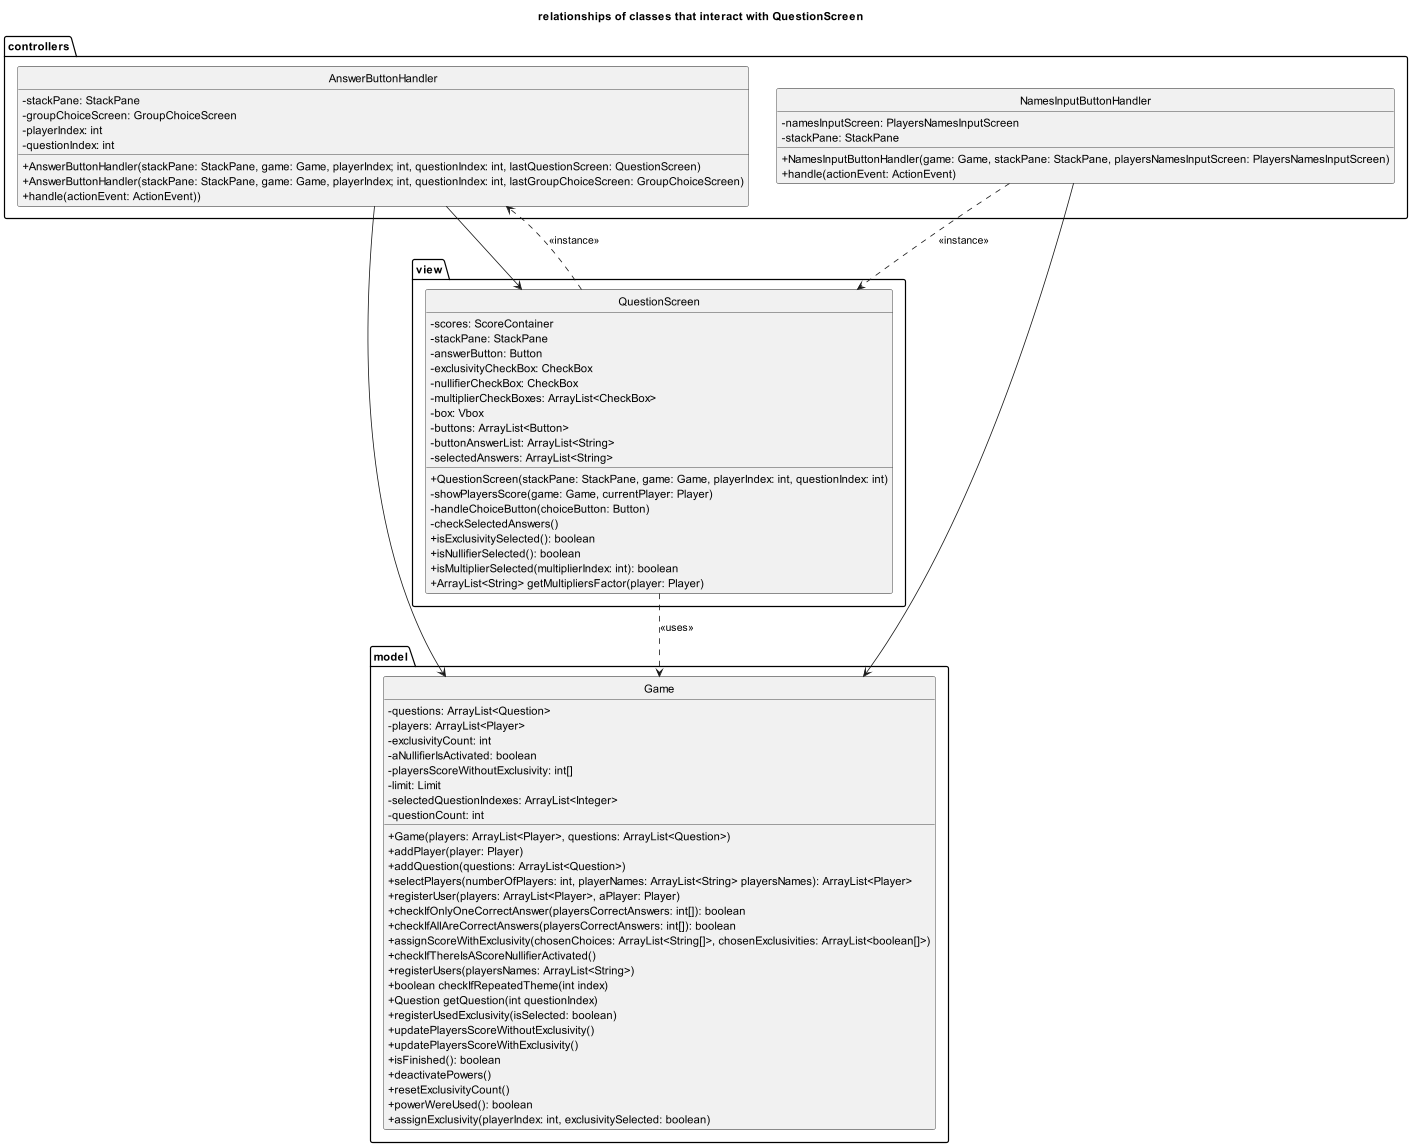 relationships of classes that interact with QuestionScreen
controllers
AnswerButtonHandler
-stackPane: StackPane
-groupChoiceScreen: GroupChoiceScreen
-playerIndex: int
-questionIndex: int
+AnswerButtonHandler(stackPane: StackPane, game: Game, playerIndex; int, questionIndex: int, lastQuestionScreen: QuestionScreen)
+AnswerButtonHandler(stackPane: StackPane, game: Game, playerIndex; int, questionIndex: int, lastGroupChoiceScreen: GroupChoiceScreen)
+handle(actionEvent: ActionEvent))
NamesInputButtonHandler
-namesInputScreen: PlayersNamesInputScreen
-stackPane: StackPane
+NamesInputButtonHandler(game: Game, stackPane: StackPane, playersNamesInputScreen: PlayersNamesInputScreen)
+handle(actionEvent: ActionEvent)
«instance»
«instance»
view
QuestionScreen
-scores: ScoreContainer
-stackPane: StackPane
-answerButton: Button
-exclusivityCheckBox: CheckBox
-nullifierCheckBox: CheckBox
-multiplierCheckBoxes: ArrayList<CheckBox>
-box: Vbox
-buttons: ArrayList<Button>
-buttonAnswerList: ArrayList<String>
-selectedAnswers: ArrayList<String>
+QuestionScreen(stackPane: StackPane, game: Game, playerIndex: int, questionIndex: int)
-showPlayersScore(game: Game, currentPlayer: Player)
-handleChoiceButton(choiceButton: Button)
-checkSelectedAnswers()
+isExclusivitySelected(): boolean
+isNullifierSelected(): boolean
+isMultiplierSelected(multiplierIndex: int): boolean
+ArrayList<String> getMultipliersFactor(player: Player)
«uses»
model
Game
-questions: ArrayList<Question>
-players: ArrayList<Player>
-exclusivityCount: int
-aNullifierIsActivated: boolean
-playersScoreWithoutExclusivity: int[]
-limit: Limit
-selectedQuestionIndexes: ArrayList<Integer>
-questionCount: int
+Game(players: ArrayList<Player>, questions: ArrayList<Question>)
+addPlayer(player: Player)
+addQuestion(questions: ArrayList<Question>)
+selectPlayers(numberOfPlayers: int, playerNames: ArrayList<String> playersNames): ArrayList<Player>
+registerUser(players: ArrayList<Player>, aPlayer: Player)
+checkIfOnlyOneCorrectAnswer(playersCorrectAnswers: int[]): boolean
+checkIfAllAreCorrectAnswers(playersCorrectAnswers: int[]): boolean
+assignScoreWithExclusivity(chosenChoices: ArrayList<String[]>, chosenExclusivities: ArrayList<boolean[]>)
+checkIfThereIsAScoreNullifierActivated()
+registerUsers(playersNames: ArrayList<String>)
+boolean checkIfRepeatedTheme(int index)
+Question getQuestion(int questionIndex)
+registerUsedExclusivity(isSelected: boolean)
+updatePlayersScoreWithoutExclusivity()
+updatePlayersScoreWithExclusivity()
+isFinished(): boolean
+deactivatePowers()
+resetExclusivityCount()
+powerWereUsed(): boolean
+assignExclusivity(playerIndex: int, exclusivitySelected: boolean)